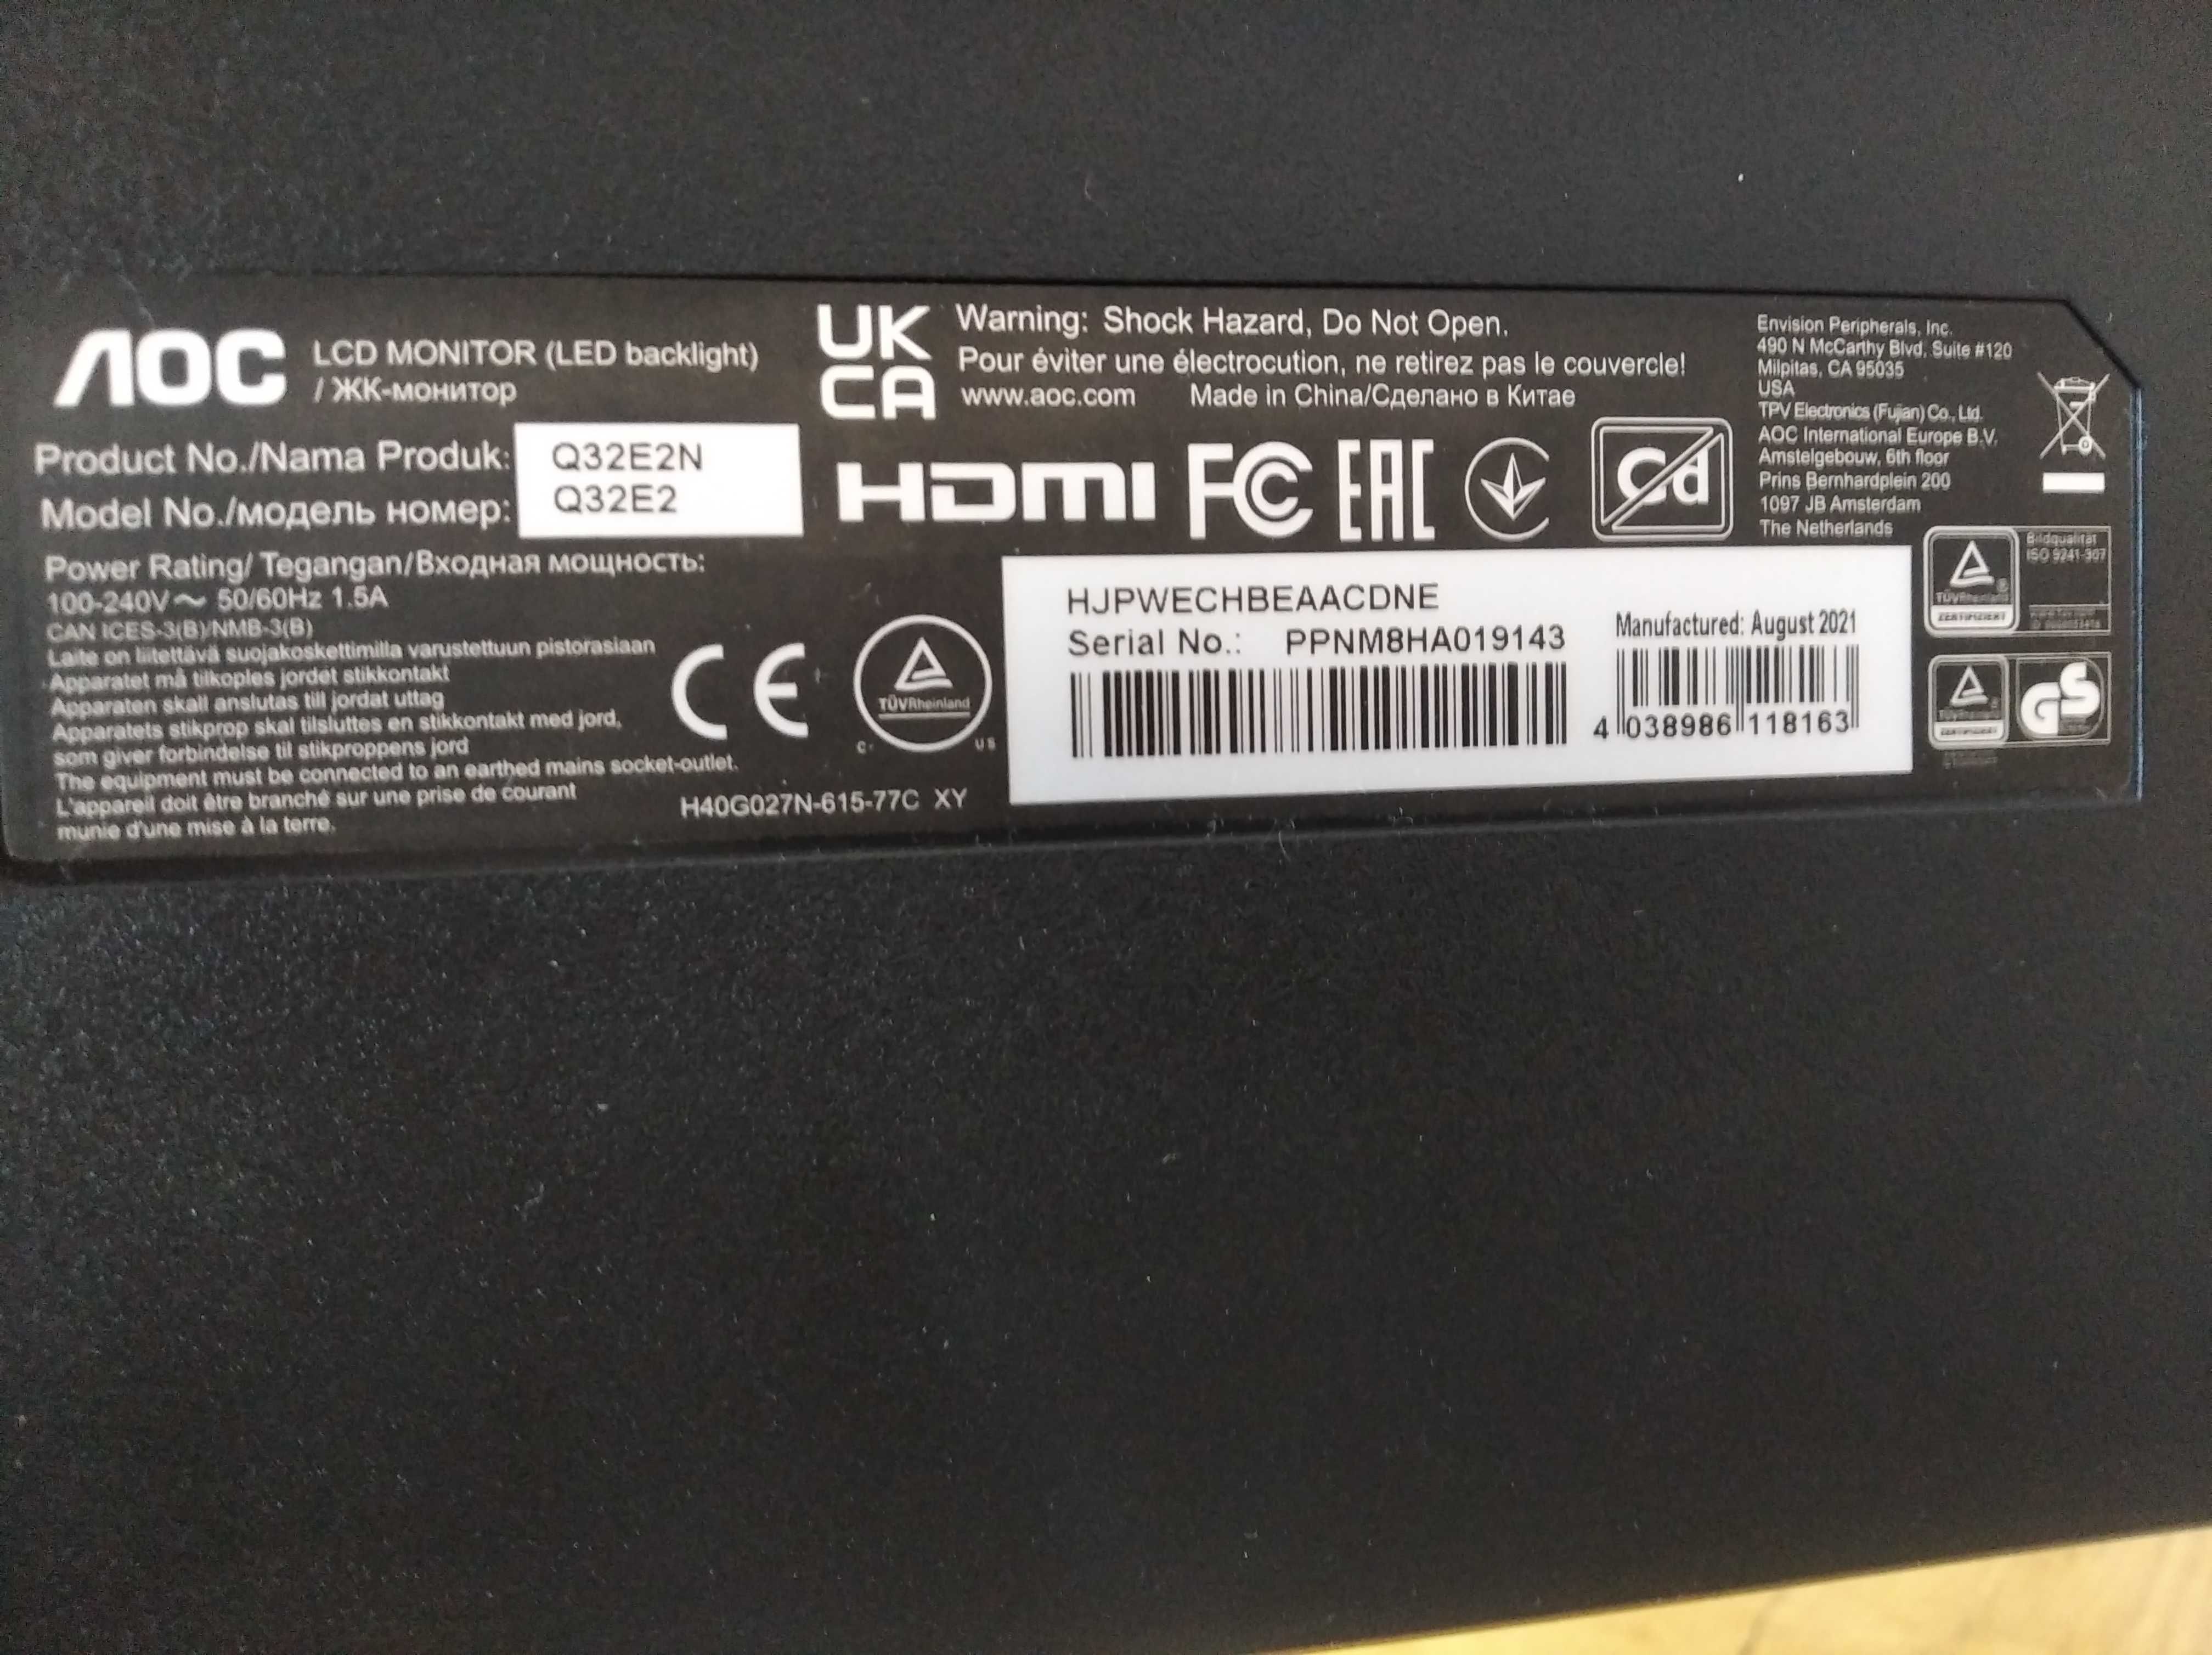 AOC
LCD MONITOR (LED backlight)
/ ЖК-монитор
Product No./Nama Produk: Q32E2N
Model No./модель номер: Q32E2
Power Rating/ Tegangan/Входная мощность:
100-240V～ 50/60Hz 1.5A
CAN ICES-3(B)/NMB-3(B)
Laite on liitettävä suojakoskettimilla varustettuun pistorasiaan
Apparatet må tilkoples jordet stikkontakt
Apparaten skall anslutas till jordat uttag
Apparatets stikprop skal tilsluttes en stikkontakt med jord,
som giver forbindelse til stikproppens jord
The equipment must be connected to an earthed mains socket-outlet.
L'appareil doit être branché sur une prise de courant
munie d'une mise à la terre.
UK
CA
Warning: Shock Hazard, Do Not Open.
Pour éviter une électrocution, ne retirez pas le couvercle!
www.aoc.com Made in China/Сделано в Китае
HDMI FC EAC Cd
CE
TÜVRheinland
C US
H40G027N-615-77C XY
HJPWECHBEAACDNE
Serial No.: PPNM8HA019143
Manufactured: August 2021
4 038986 118163
Envision Peripherals, Inc.
490 N McCarthy Blvd, Suite #120
Milpitas, CA 95035
USA
TPV Electronics (Fujian) Co., Ltd.
AOC International Europe B.V.
Amstelgebouw, 6th floor
Prins Bernhardplein 200
1097 JB Amsterdam
The Netherlands
Bildqualität
ISO 9241-307
TÜVRheinland
ZERTIFIZIERT
GS